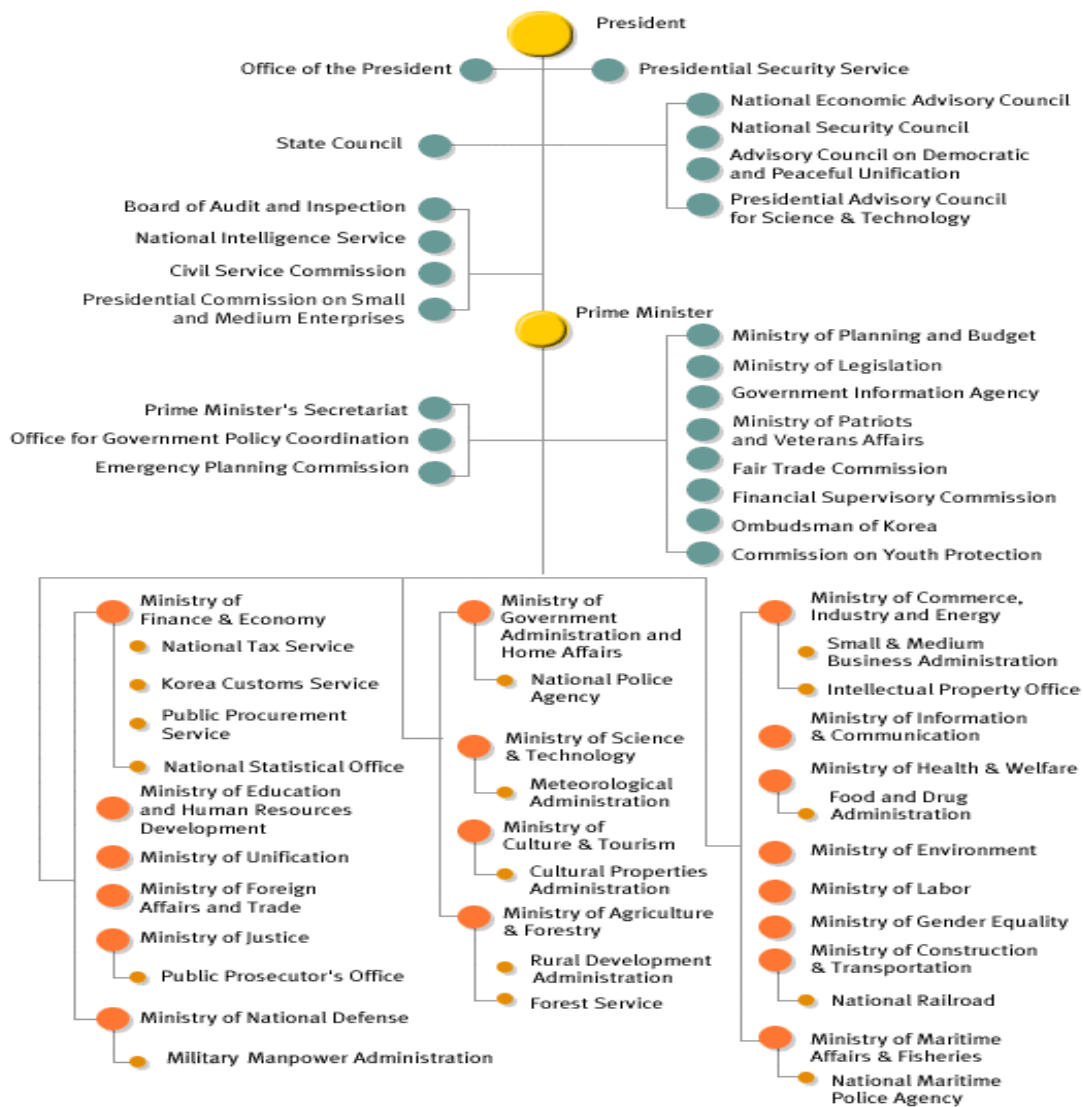 President
Office of the President
Presidential Security Service
National Economic Advisory Council
National Security Council
State Council
Advisory Council on Democratic
and Peaceful Unification
Presidential Advisory Council
for Science & Technology
Board of Audit and Inspection
National Intelligence Service
Civil Service Commission
Presidential Commission on Small
and Medium Enterprises
Prime Minister
Ministry of Planning and Budget
Ministry of Legislation
Government Information Agency
Ministry of Patriots
and Veterans Affairs
Fair Trade Commission
Financial Supervisory Commission
Ombudsman of Korea
Commission on Youth Protection
Prime Minister's Secretariat
Office for Government Policy Coordination
Emergency Planning Commission
Ministry of
Finance & Economy
National Tax Service
Korea Customs Service
Public Procurement
Service
National Statistical Office
Ministry of Education
and Human Resources
Development
Ministry of Unification
Ministry of Foreign
Affairs and Trade
Ministry of Justice
Public Prosecutor's Office
Ministry of National Defense
Military Manpower Administration
Ministry of
Government
Administration and
Home Affairs
National Police
Agency
Ministry of Science
& Technology
Meteorological
Administration
Ministry of
Culture & Tourism
Cultural Properties
Administration
Ministry of Agriculture
& Forestry
Rural Development
Administration
Forest Service
Ministry of Commerce,
Industry and Energy
Small & Medium
Business Administration
Intellectual Property Office
Ministry of Information
& Communication
Ministry of Health & Welfare
Food and Drug
Administration
Ministry of Environment
Ministry of Labor
Ministry of Gender Equality
Ministry of Construction
& Transportation
National Railroad
Ministry of Maritime
Affairs & Fisheries
National Maritime
Police Agency